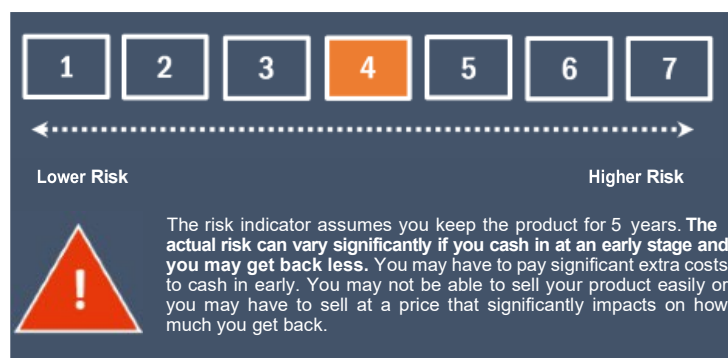 1 2 3 4 5 6 7
Lower Risk Higher Risk
!
The risk indicator assumes you keep the product for 5 years. The
actual risk can vary significantly if you cash in at an early stage and
you may get back less. You may have to pay significant extra costs
to cash in early. You may not be able to sell your product easily or
you may have to sell at a price that significantly impacts on how
much you get back.